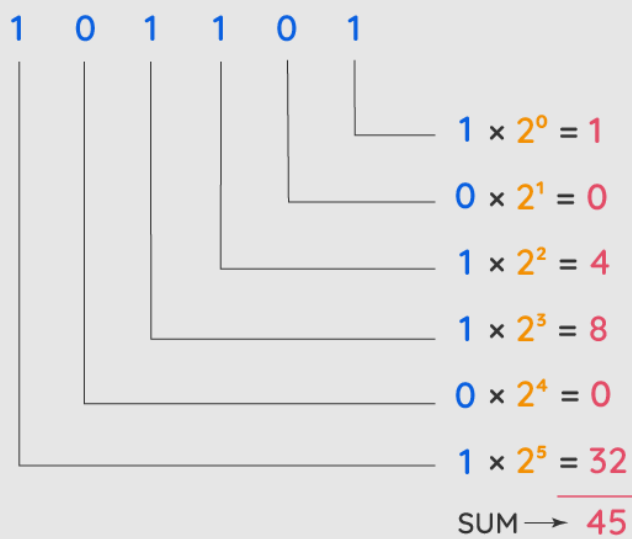 1 0 1 1 0 1
1 × 2⁰ = 1
0 × 2¹ = 0
1 × 2² = 4
1 × 2³ = 8
0 × 2⁴ = 0
1 × 2⁵ = 32
SUM → 45